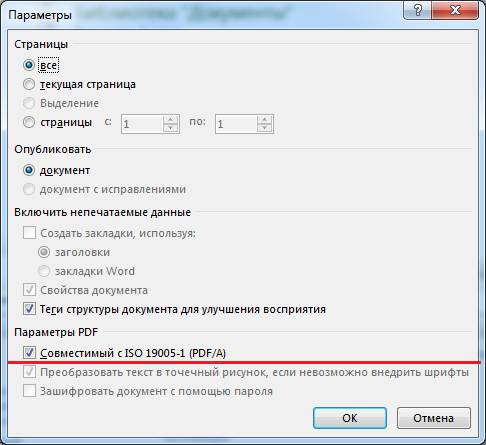 Библиотека "Документы"
Параметры
Страницы
все
текущая страница
Выделение
страницы с: 1 по: 1
Опубликовать
документ
документ с исправлениями
Включить непечатаемые данные
Создать закладки, используя:
заголовки
закладки Word
Свойства документа
Теги структуры документа для улучшения восприятия
Параметры PDF
Совместимый с ISO 19005-1 (PDF/A)
Преобразовать текст в точечный рисунок, если невозможно внедрить шрифты
Зашифровать документ с помощью пароля
ОК Отмена